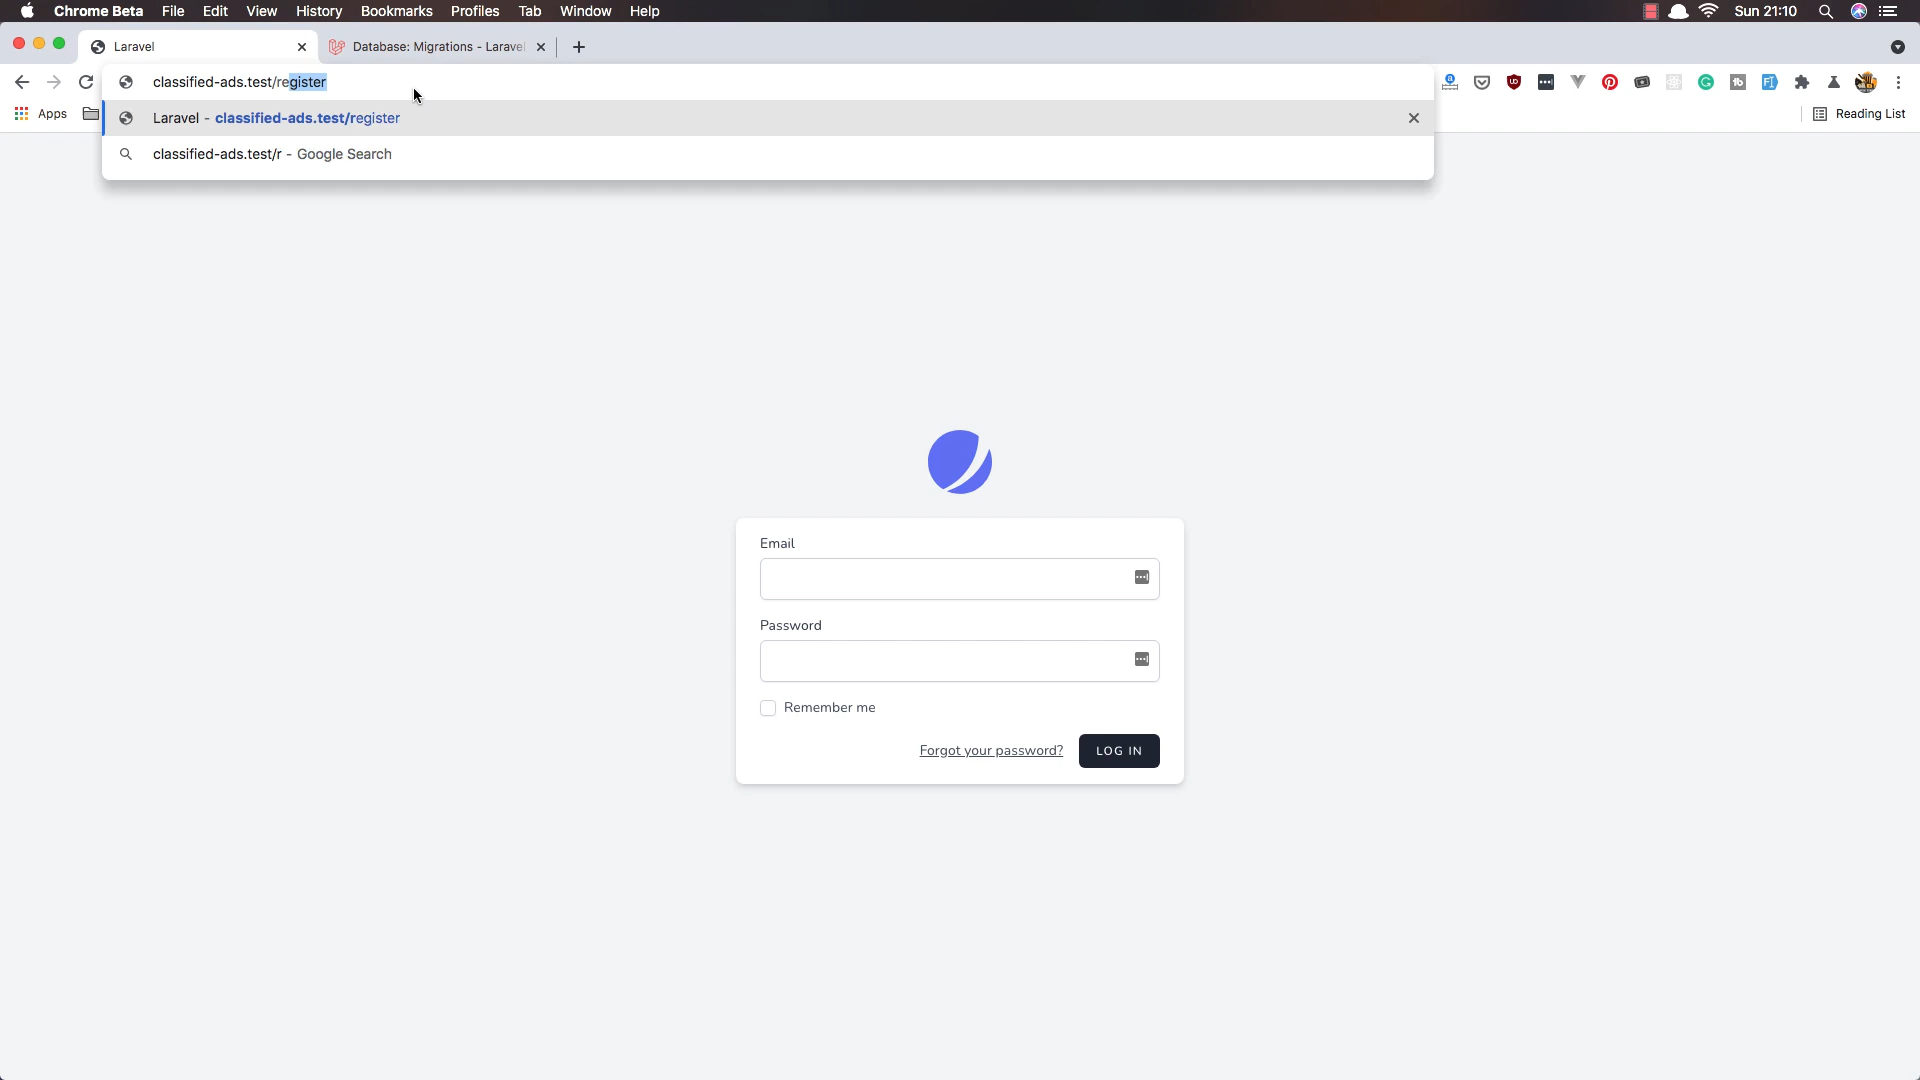 Chrome Beta File Edit View History Bookmarks Profiles Tab Window Help Sun 21:10
Laravel Database: Migrations - Larave
classified-ads.test/register
Apps Reading List
Laravel - classified-ads.test/register
classified-ads.test/r - Google Search
Email
Password
Remember me
Forgot your password? LOG IN